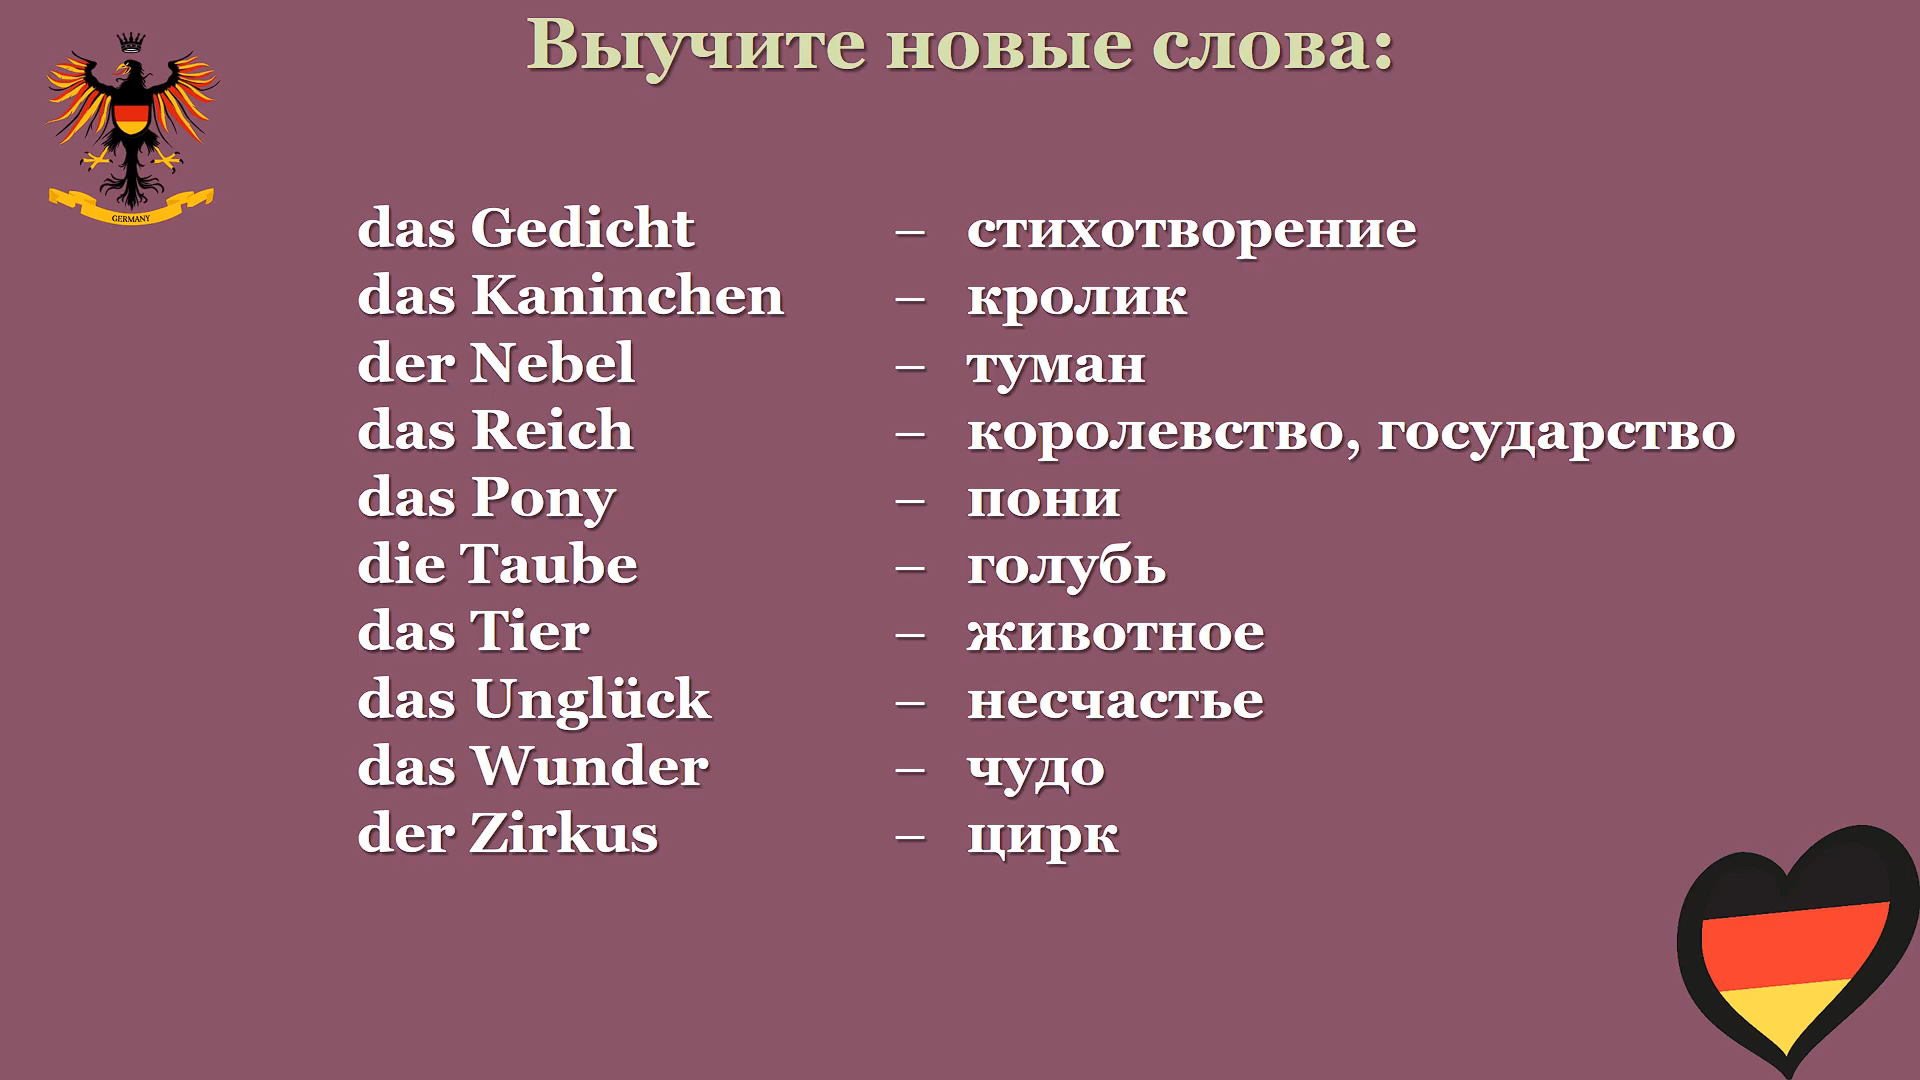 Выучите новые слова:
GERMANY
das Gedicht – стихотворение
das Kaninchen – кролик
der Nebel – туман
das Reich – королевство, государство
das Pony – пони
die Taube – голубь
das Tier – животное
das Unglück – несчастье
das Wunder – чудо
der Zirkus – цирк